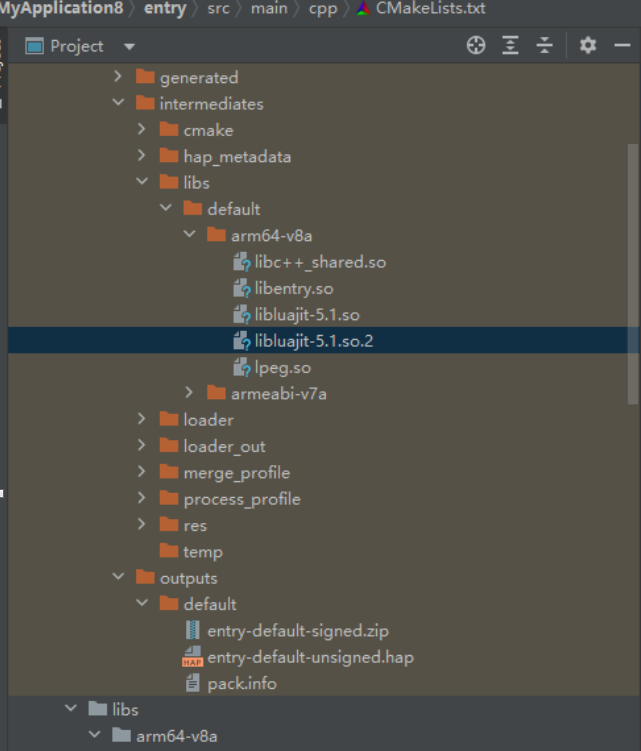 MyApplication8 〉 entry 〉 src 〉 main 〉 cpp 〉 CMakeLists.txt
Project
generated
intermediates
cmake
hap_metadata
libs
default
arm64-v8a
libc++_shared.so
libentry.so
libluajit-5.1.so
libluajit-5.1.so.2
lpeg.so
armeabi-v7a
loader
loader_out
merge_profile
process_profile
res
temp
outputs
default
entry-default-signed.zip
HAP entry-default-unsigned.hap
pack.info
libs
arm64-v8a